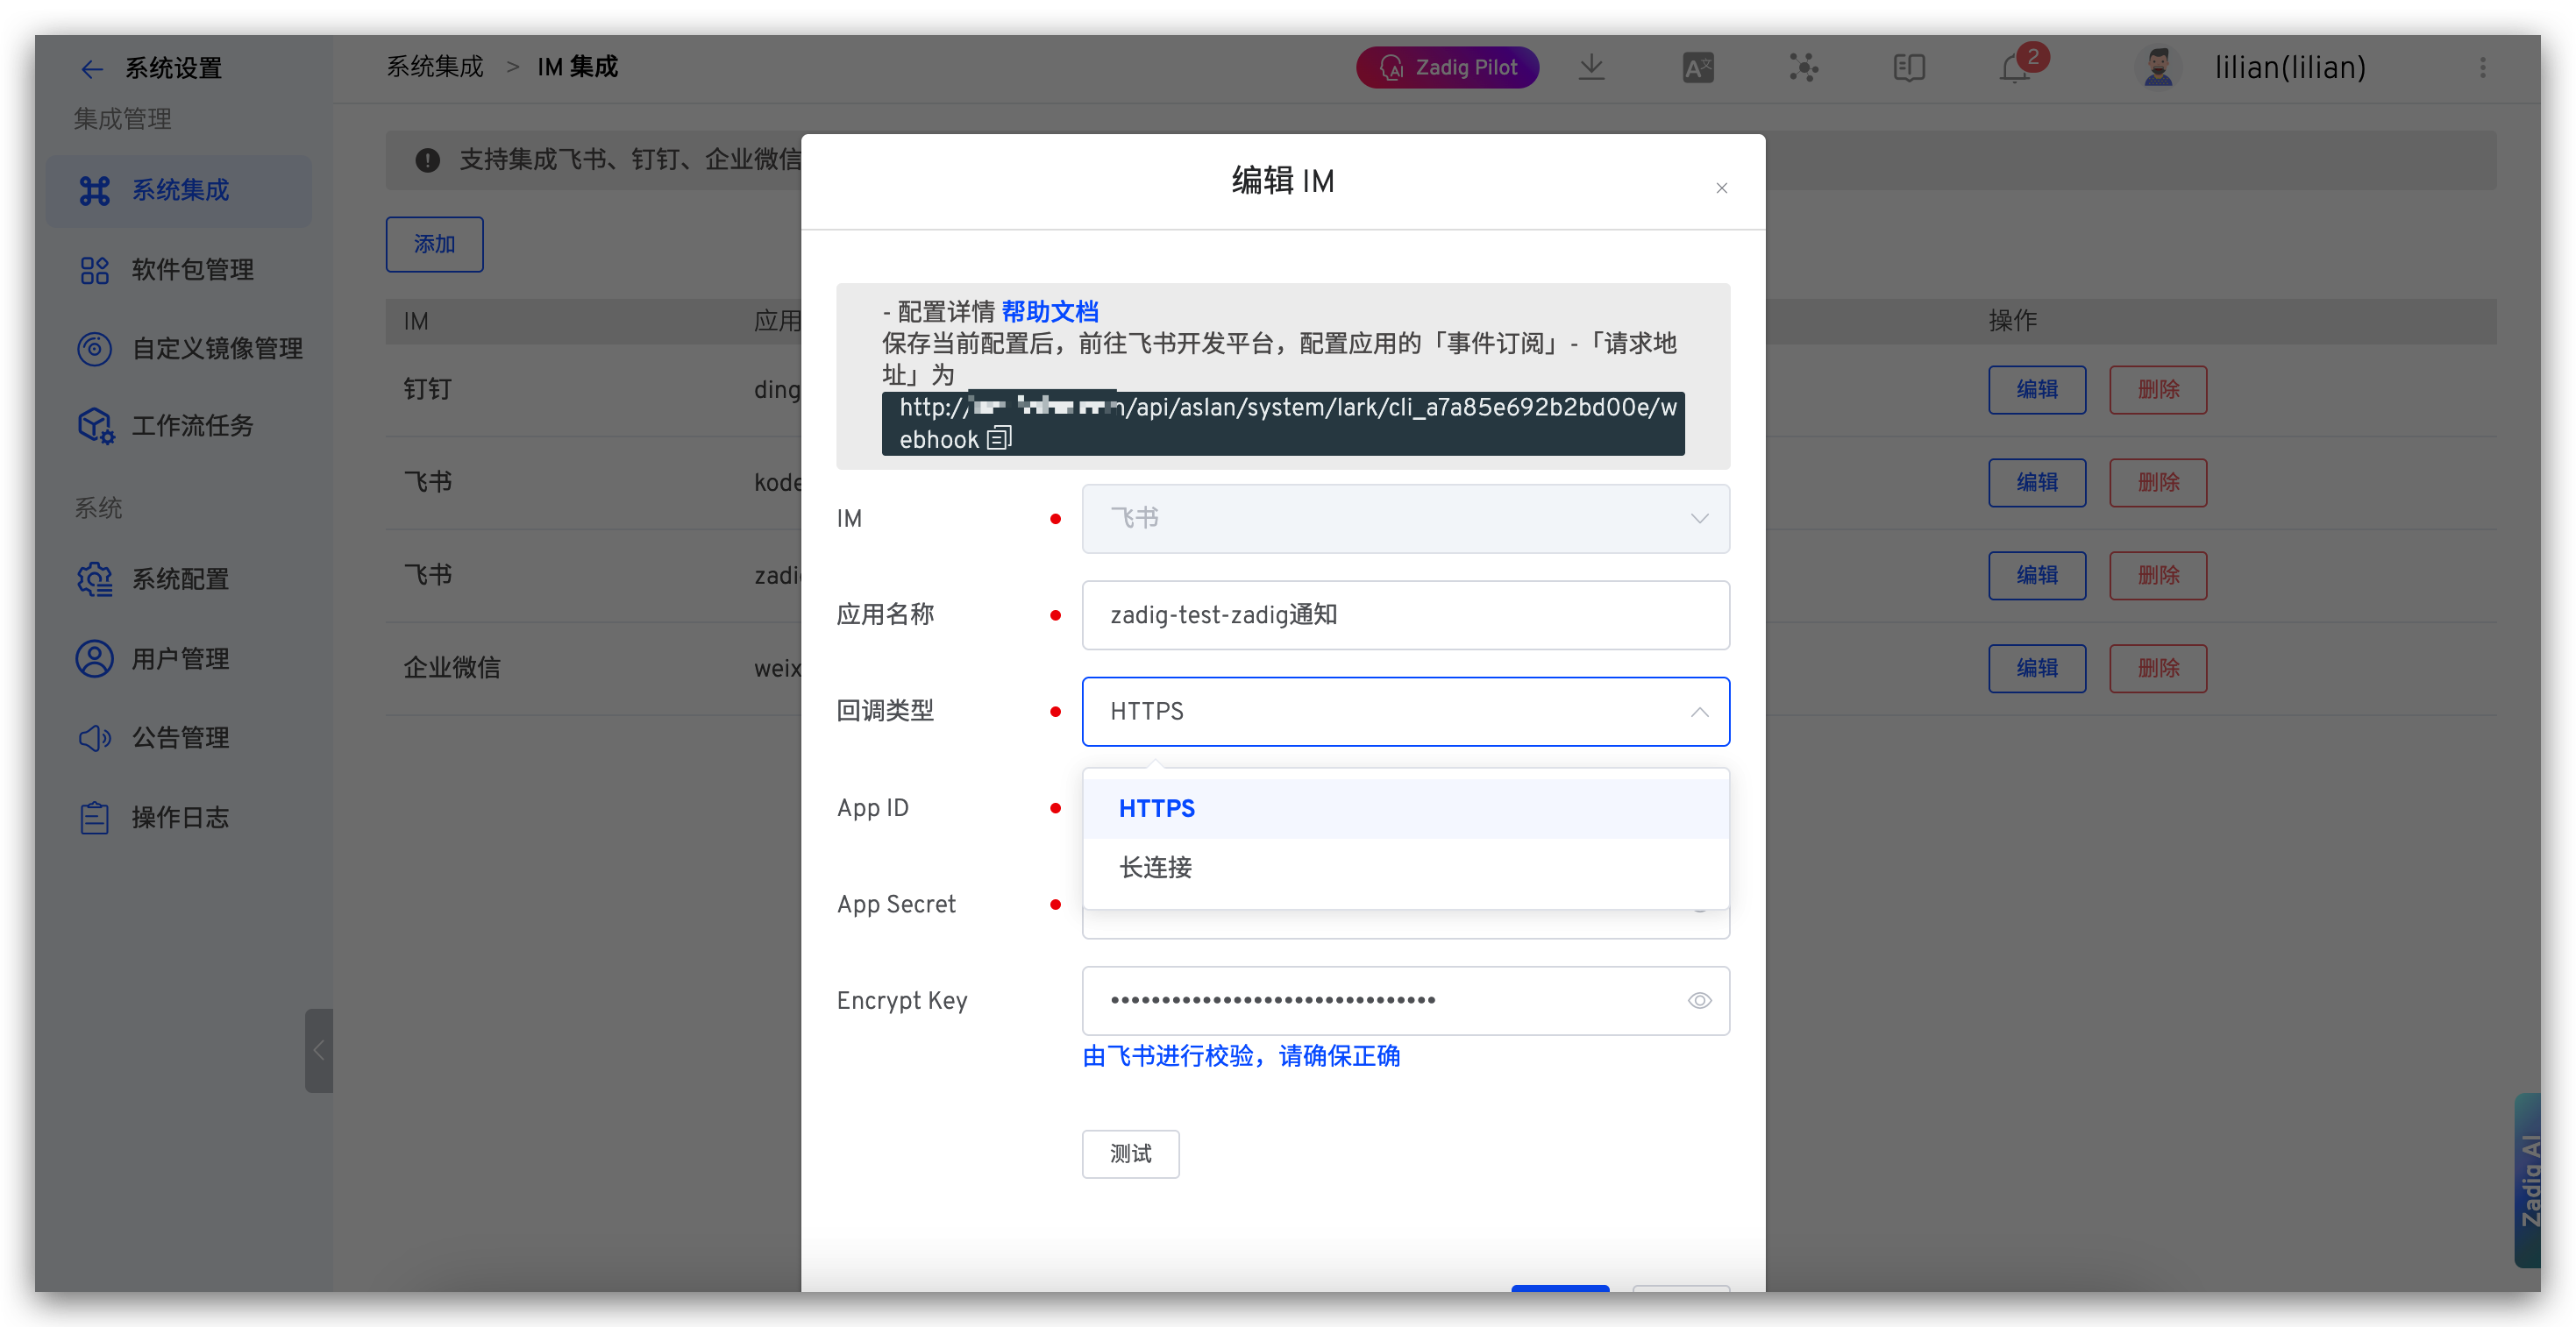 系统设置
系统集成 > IM 集成
Zadig Pilot
2
lilian(lilian)
集成管理
系统集成
软件包管理
自定义镜像管理
工作流任务
系统
系统配置
用户管理
公告管理
操作日志
支持集成飞书、钉钉、企业微信
添加
IM 应用 操作
钉钉 ding 编辑 删除
飞书 kode 编辑 删除
飞书 zadi 编辑 删除
企业微信 weix 编辑 删除
编辑 IM
- 配置详情 帮助文档
保存当前配置后，前往飞书开发平台，配置应用的「事件订阅」-「请求地
址」为
http:// n/api/aslan/system/lark/cli_a7a85e692b2bd00e/w
ebhook
IM 飞书
应用名称 zadig-test-zadig通知
回调类型 HTTPS
HTTPS
长连接
App ID
App Secret
Encrypt Key ••••••••••••••••••••••••••••••••
由飞书进行校验，请确保正确
测试
Zadig AI